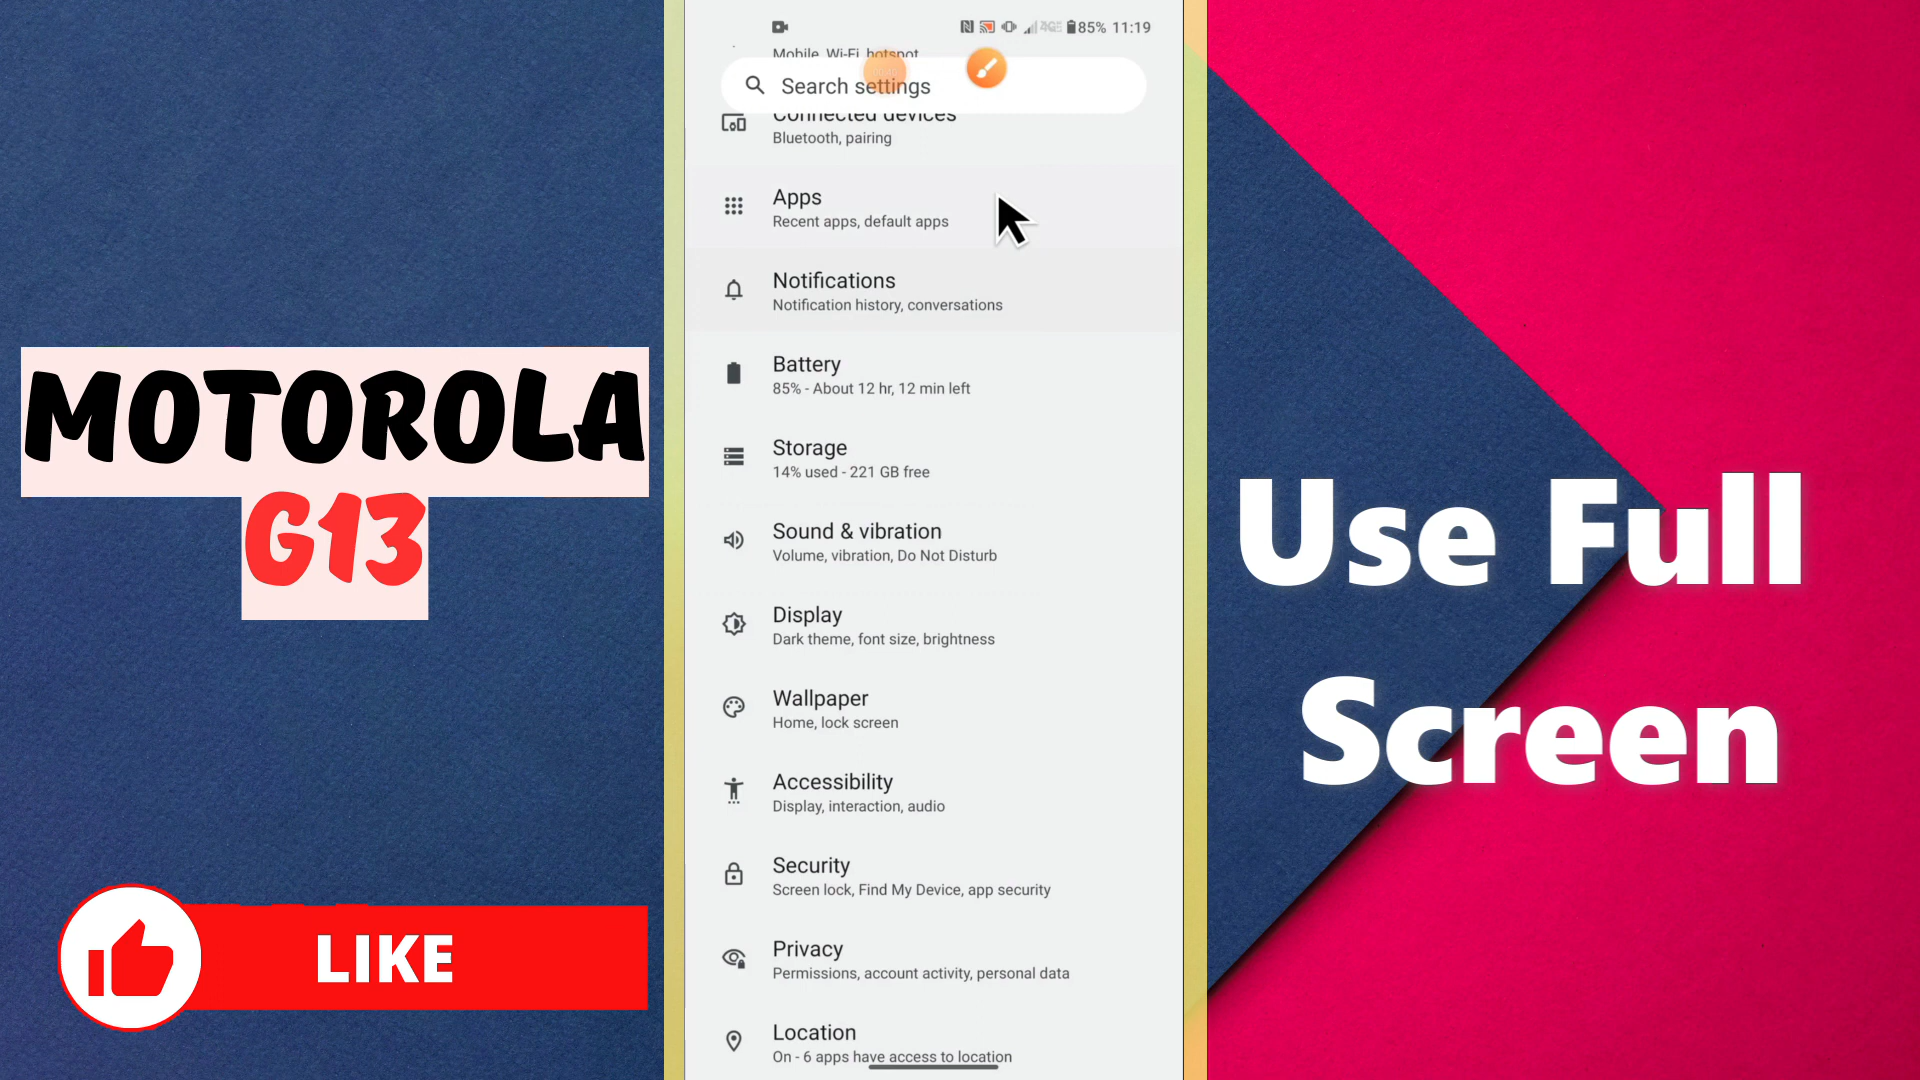 85% 11:19
Mobile, Wi-Fi, hotspot
Search settings
Connected devices
Bluetooth, pairing
Apps
Recent apps, default apps
Notifications
Notification history, conversations
Battery
85% - About 12 hr, 12 min left
Storage
14% used - 221 GB free
Sound & vibration
Volume, vibration, Do Not Disturb
Display
Dark theme, font size, brightness
Wallpaper
Home, lock screen
Accessibility
Display, interaction, audio
Security
Screen lock, Find My Device, app security
Privacy
Permissions, account activity, personal data
Location
On - 6 apps have access to location
MOTOROLA
G13
LIKE
Use Full
Screen